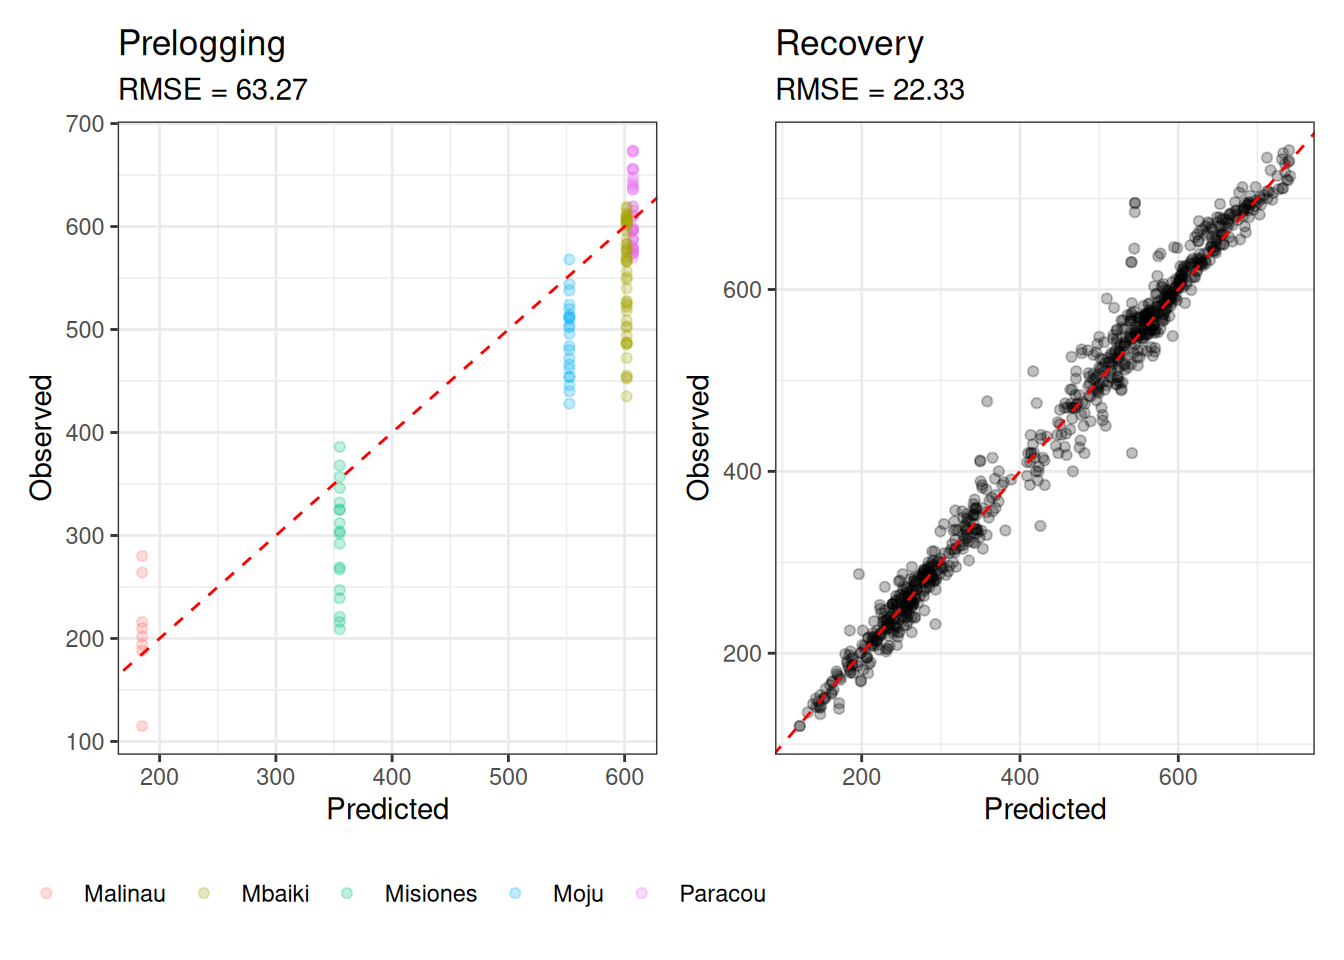 Prelogging
RMSE = 63.27
700
600
500
400
300
200
100
Observed
200 300 400 500 600
Predicted
Recovery
RMSE = 22.33
600
400
200
Observed
200 400 600
Predicted
Malinau Mbaiki Misiones Moju Paracou